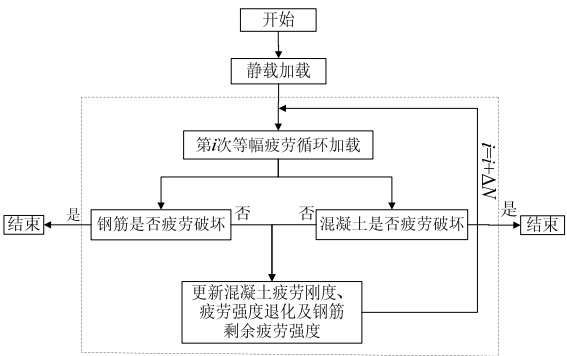 开始
静载加载
第i次等幅疲劳循环加载
i=i+ΔN
结束
是
钢筋是否疲劳破坏
否
否
混凝土是否疲劳破坏
是
结束
更新混凝土疲劳刚度、
疲劳强度退化及钢筋
剩余疲劳强度